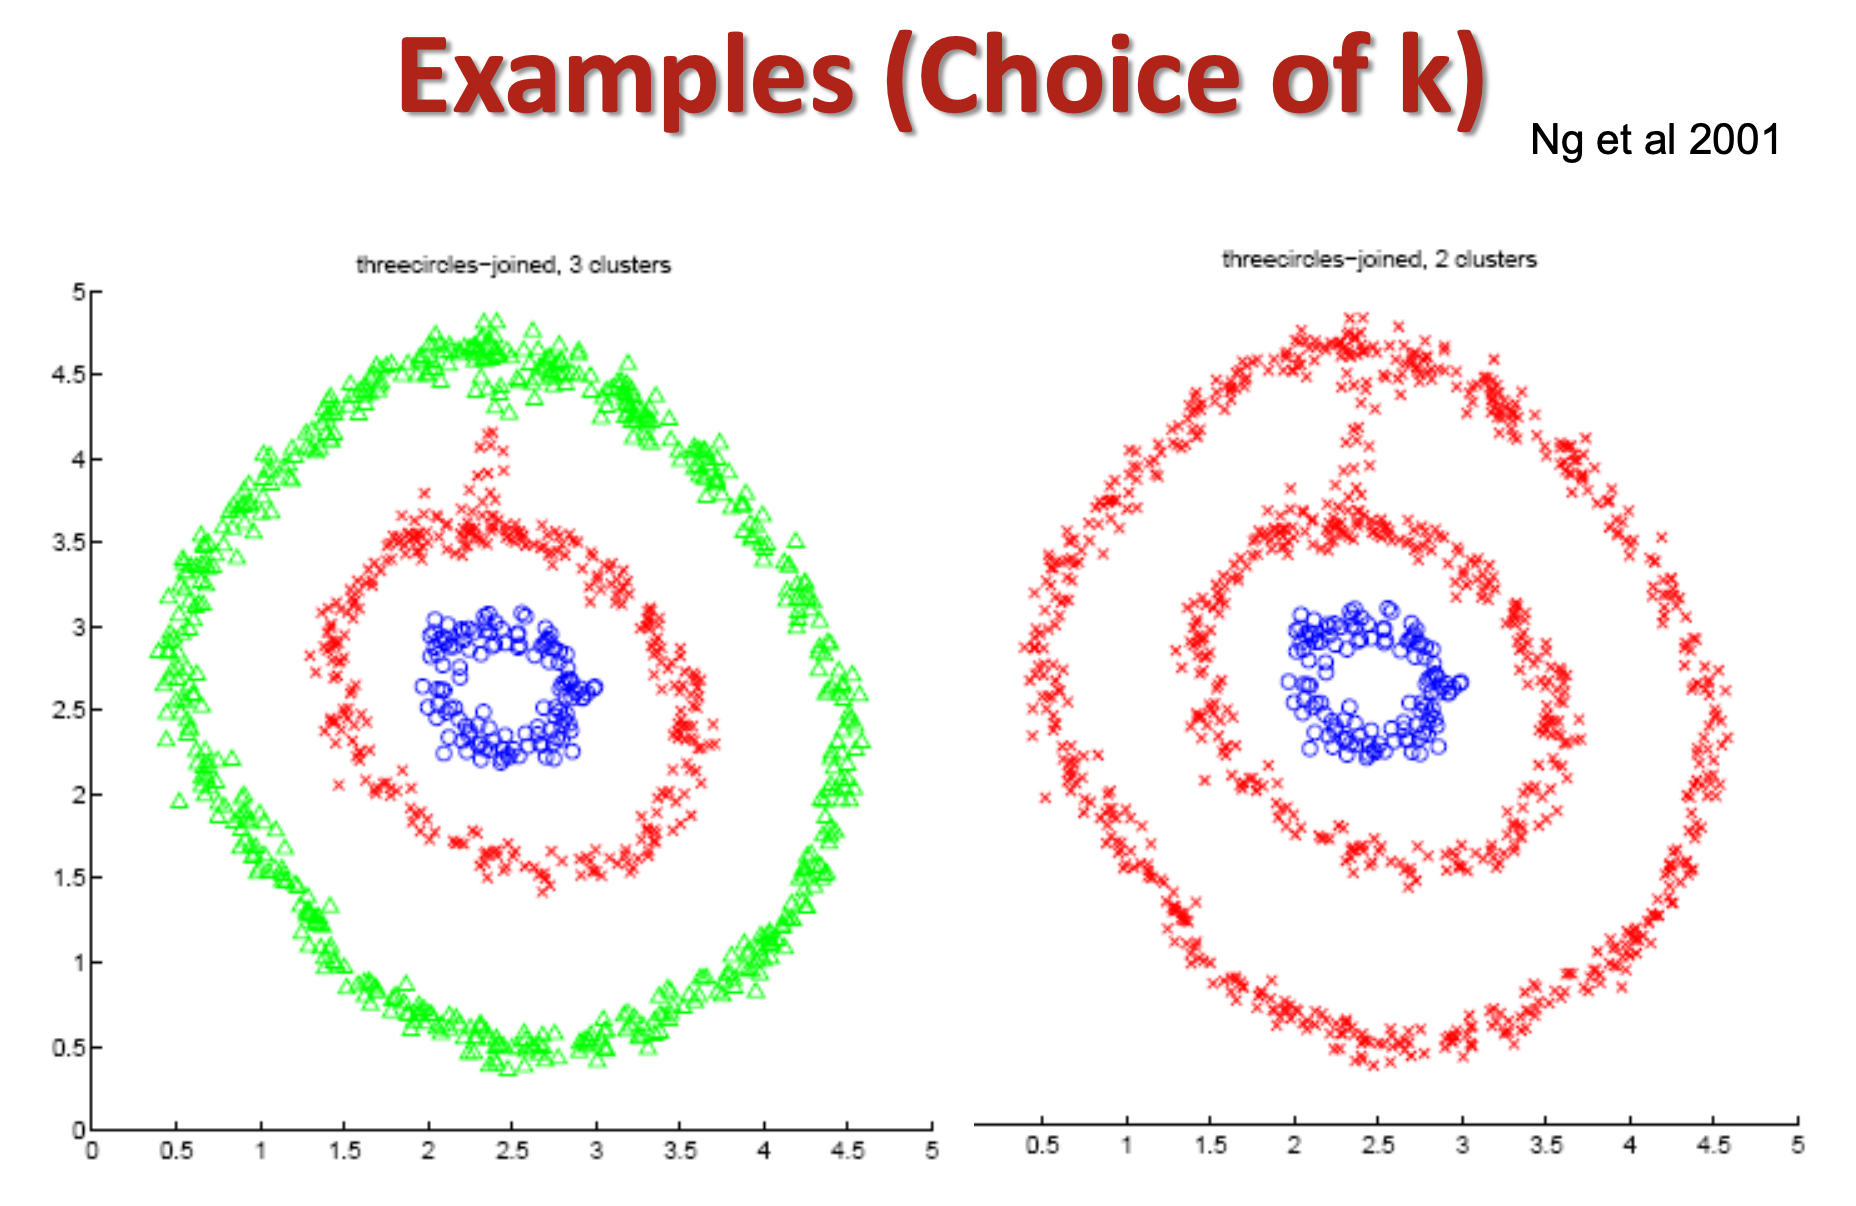 Examples (Choice of k)
Ng et al 2001
threecircles-joined, 3 clusters
threecircles-joined, 2 clusters
5
4.5
4
3.5
3
2.5
2
1.5
1
0.5
0
0 0.5 1 1.5 2 2.5 3 3.5 4 4.5 5
0.5 1 1.5 2 2.5 3 3.5 4 4.5 5